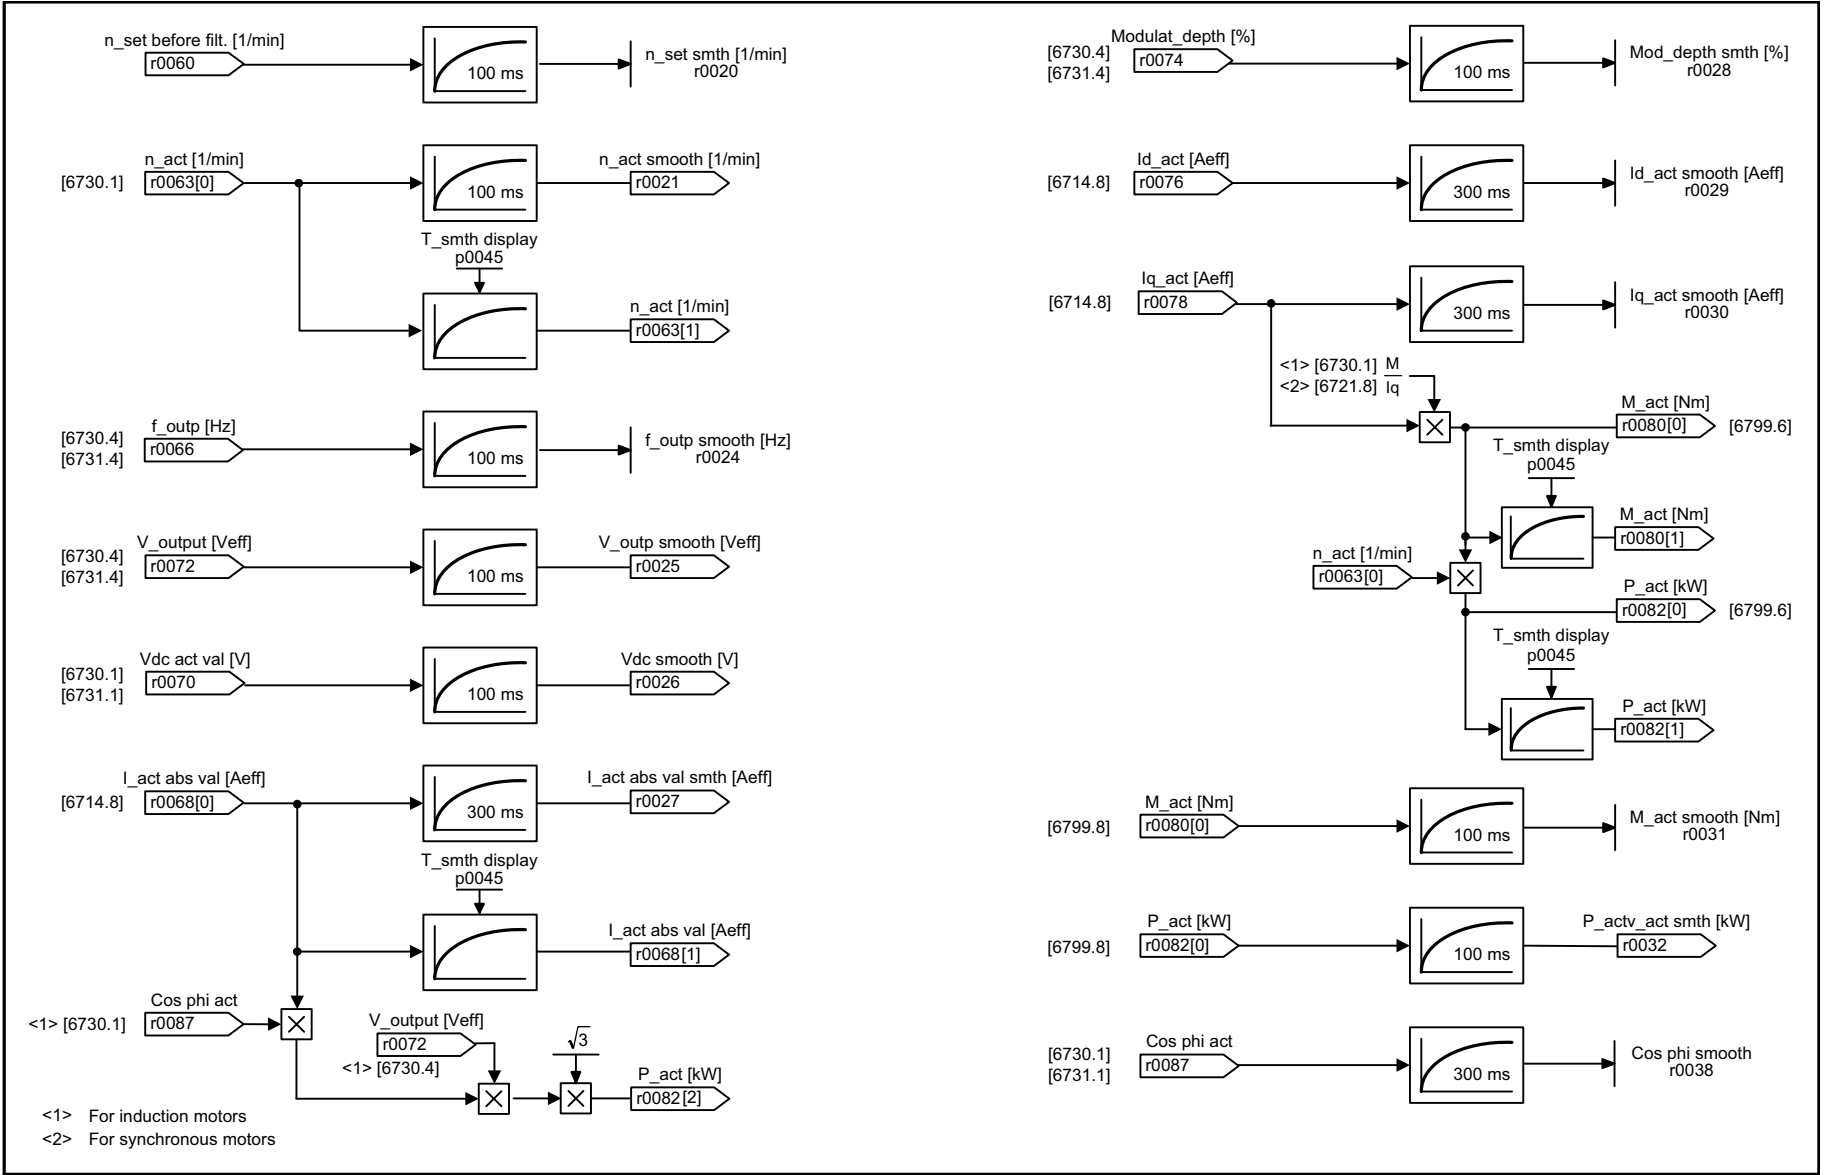 n_set before filt. [1/min]
r0060
100 ms
n_set smth [1/min]
r0020
[6730.1]
n_act [1/min]
r0063[0]
100 ms
n_act smooth [1/min]
r0021
T_smth display
p0045
n_act [1/min]
r0063[1]
[6730.4]
[6731.4]
f_outp [Hz]
r0066
100 ms
f_outp smooth [Hz]
r0024
[6730.4]
[6731.4]
V_output [Veff]
r0072
100 ms
V_outp smooth [Veff]
r0025
[6730.1]
[6731.1]
Vdc act val [V]
r0070
100 ms
Vdc smooth [V]
r0026
[6714.8]
I_act abs val [Aeff]
r0068[0]
300 ms
I_act abs val smth [Aeff]
r0027
T_smth display
p0045
I_act abs val [Aeff]
r0068[1]
<1> [6730.1]
Cos phi act
r0087
V_output [Veff]
r0072
<1> [6730.4]
√3
P_act [kW]
r0082[2]
<1> For induction motors
<2> For synchronous motors
[6730.4]
[6731.4]
Modulat_depth [%]
r0074
100 ms
Mod_depth smth [%]
r0028
[6714.8]
Id_act [Aeff]
r0076
300 ms
Id_act smooth [Aeff]
r0029
[6714.8]
Iq_act [Aeff]
r0078
300 ms
Iq_act smooth [Aeff]
r0030
<1> [6730.1] M
<2> [6721.8] Iq
M_act [Nm]
r0080[0] [6799.6]
T_smth display
p0045
M_act [Nm]
r0080[1]
n_act [1/min]
r0063[0]
P_act [kW]
r0082[0] [6799.6]
T_smth display
p0045
P_act [kW]
r0082[1]
[6799.8]
M_act [Nm]
r0080[0]
100 ms
M_act smooth [Nm]
r0031
[6799.8]
P_act [kW]
r0082[0]
100 ms
P_actv_act smth [kW]
r0032
[6730.1]
[6731.1]
Cos phi act
r0087
300 ms
Cos phi smooth
r0038